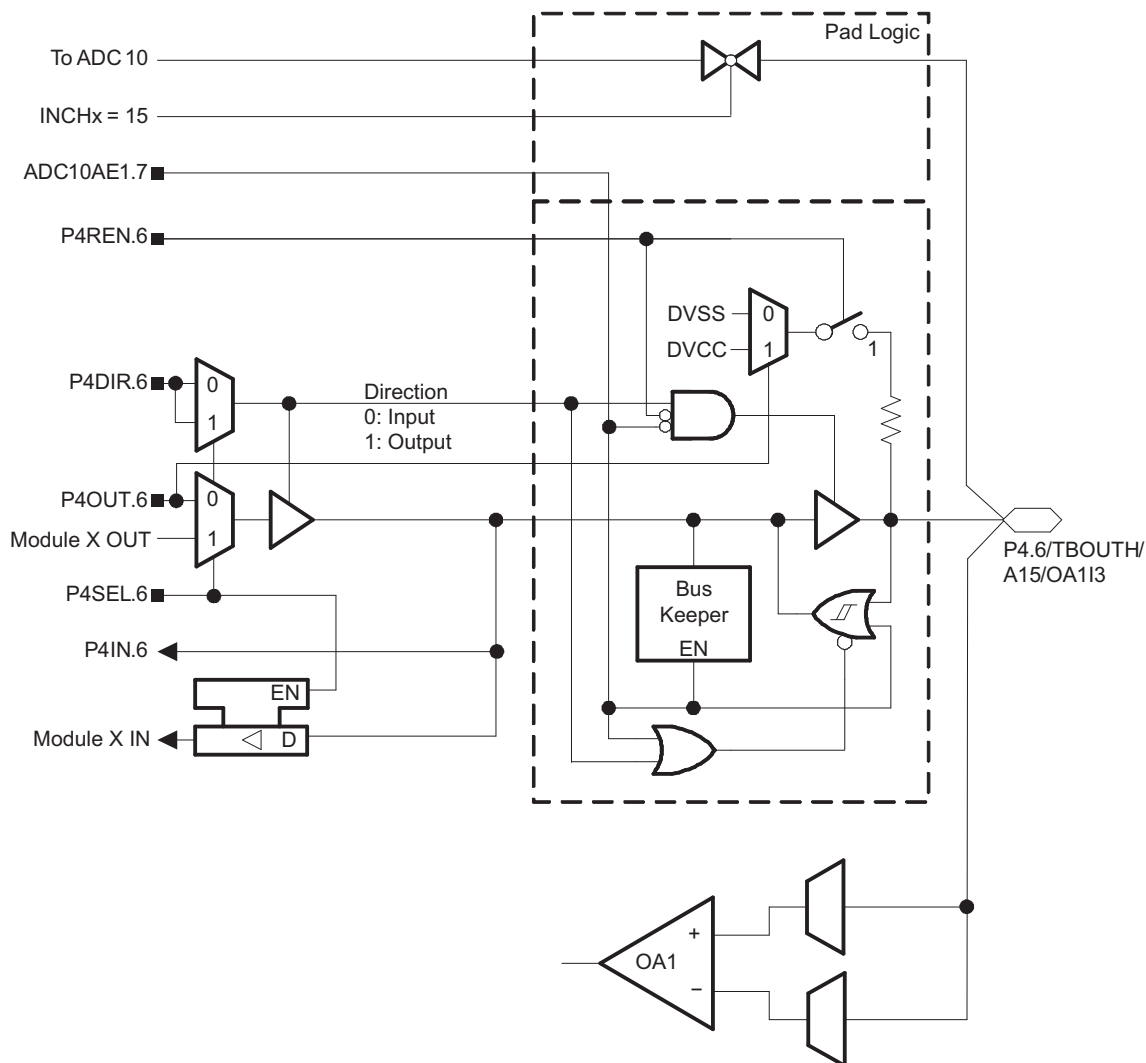 Pad Logic
To ADC 10
INCHx = 15
ADC10AE1.7
P4REN.6
DVSS
0
DVCC
1
1
P4DIR.6
0
1
Direction
0: Input
1: Output
P4OUT.6
0
Module X OUT
1
P4SEL.6
P4.6/TBOUTH/
A15/OA1I3
Bus
Keeper
EN
P4IN.6
EN
Module X IN
D
+
OA1
−